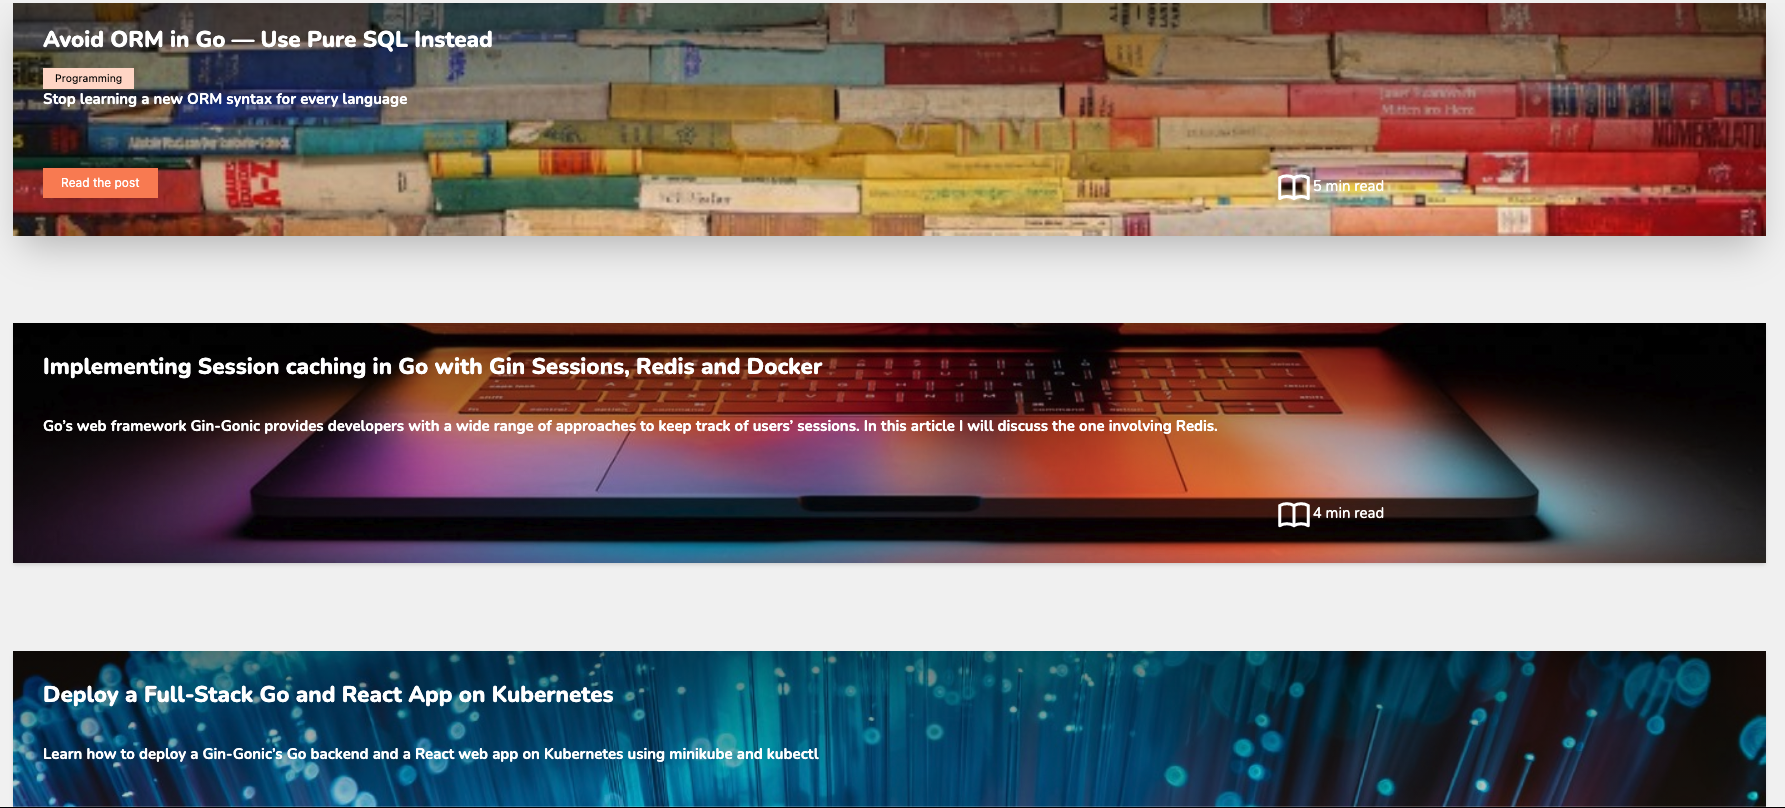 Avoid ORM in Go — Use Pure SQL Instead
Programming
Stop learning a new ORM syntax for every language
A-Z
Mitten im Here
Read the post
5 min read
Implementing Session caching in Go with Gin Sessions, Redis and Docker
Go's web framework Gin-Gonic provides developers with a wide range of approaches to keep track of users' sessions. In this article I will discuss the one involving Redis.
4 min read
Deploy a Full-Stack Go and React App on Kubernetes
Learn how to deploy a Gin-Gonic's Go backend and a React web app on Kubernetes using minikube and kubectl